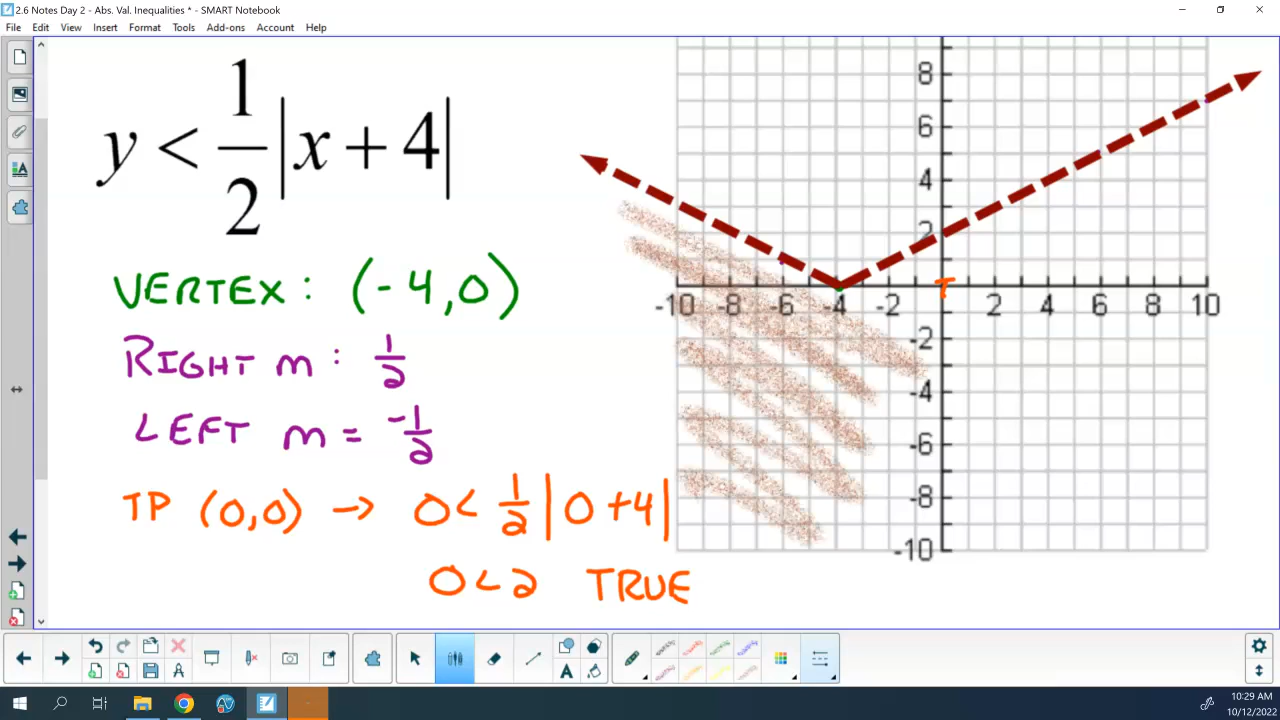 2.6 Notes Day 2 - Abs. Val. Inequalities * - SMART Notebook
File Edit View Insert Format Tools Add-ons Account Help
y < 1/2 |x + 4|
VERTEX : (-4,0)
RIGHT m : 1/2
LEFT m = -1/2
TP (0,0) → 0 < 1/2 |0 + 4|
0 < 2 TRUE
8
6
4
2
-10 -8 -6 -4 -2 T 2 4 6 8 10
-2
-4
-6
-8
-10
10:29 AM
10/12/2022